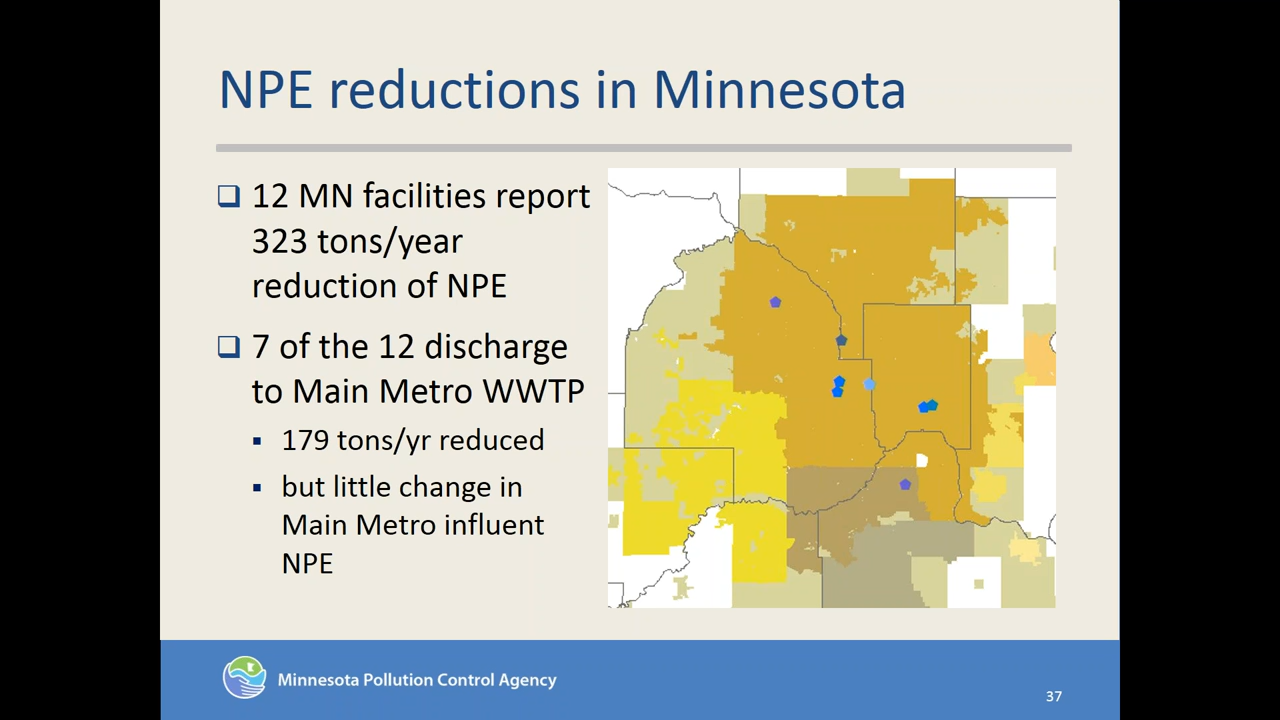 NPE reductions in Minnesota
12 MN facilities report
323 tons/year
reduction of NPE
7 of the 12 discharge
to Main Metro WWTP
179 tons/yr reduced
but little change in
Main Metro influent
NPE
Minnesota Pollution Control Agency
37